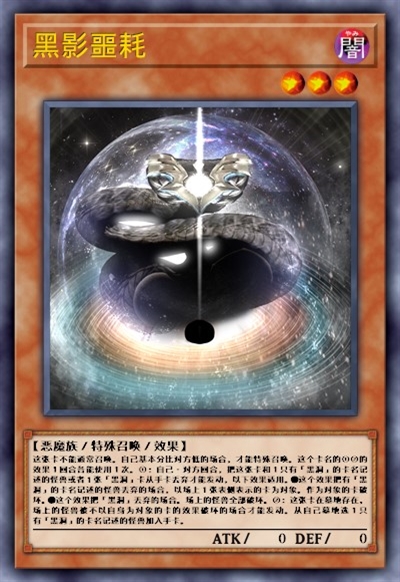 黑影噩耗
やみ
闇
【恶魔族／特殊召唤／效果】
这张卡不能通常召唤。自己基本分比对方低的场合，才能特殊召唤。这个卡名的①②的
效果1回合各能使用1次。①：自己·对方回合，把这张卡和1只有「黑洞」的卡名记
述的怪兽或者1张「黑洞」从手卡丢弃才能发动。以下效果适用。●这个效果把有「黑
洞」的卡名记述的怪兽丢弃的场合，以场上1张表侧表示的卡为对象。作为对象的卡破
坏。●这个效果把「黑洞」丢弃的场合，场上的怪兽全部破坏。②：这张卡在墓地存在，
场上的怪兽被不以自身为对象的卡的效果破坏的场合才能发动。从自己墓地选1只
有「黑洞」的卡名记述的怪兽加入手卡。
ATK/ 0 DEF/ 0